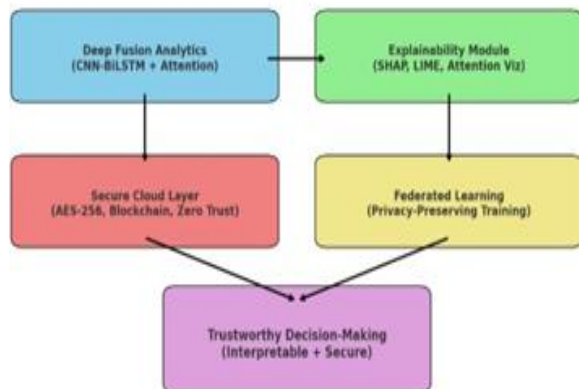 Deep Fusion Analytics
(CNN-BiLSTM + Attention)
Explainability Module
(SHAP, LIME, Attention Viz)
Secure Cloud Layer
(AES-256, Blockchain, Zero Trust)
Federated Learning
(Privacy-Preserving Training)
Trustworthy Decision-Making
(Interpretable + Secure)